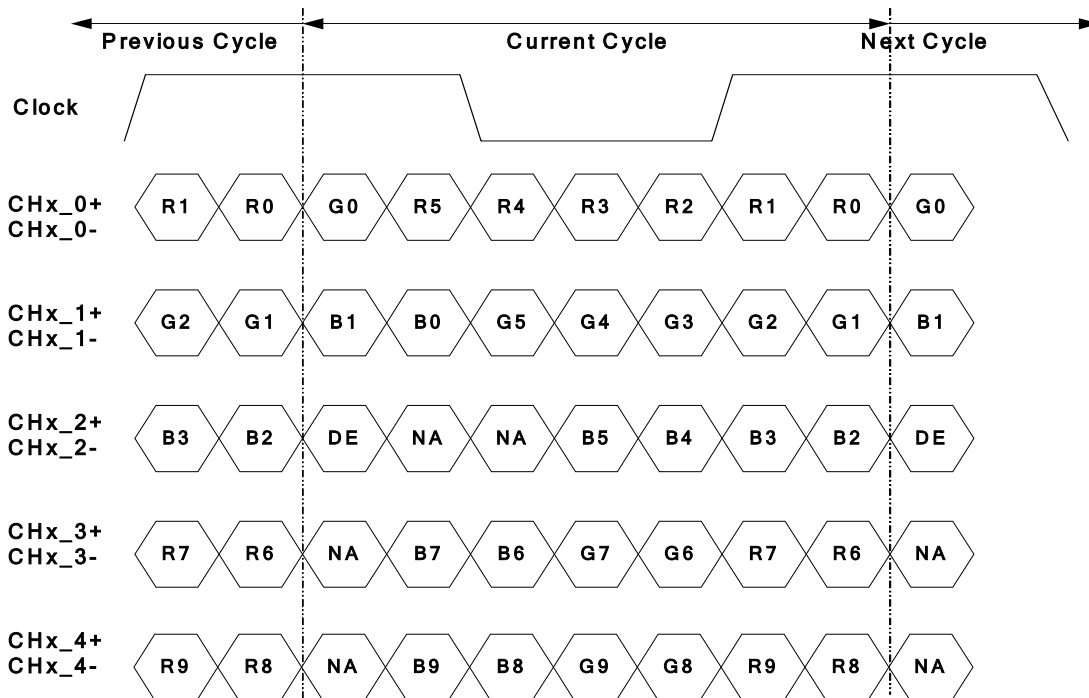 Previous Cycle Current Cycle Next Cycle
Clock
CHx_0+
CHx_0-
R1 R0 G0 R5 R4 R3 R2 R1 R0 G0
CHx_1+
CHx_1-
G2 G1 B1 B0 G5 G4 G3 G2 G1 B1
CHx_2+
CHx_2-
B3 B2 DE NA NA B5 B4 B3 B2 DE
CHx_3+
CHx_3-
R7 R6 NA B7 B6 G7 G6 R7 R6 NA
CHx_4+
CHx_4-
R9 R8 NA B9 B8 G9 G8 R9 R8 NA